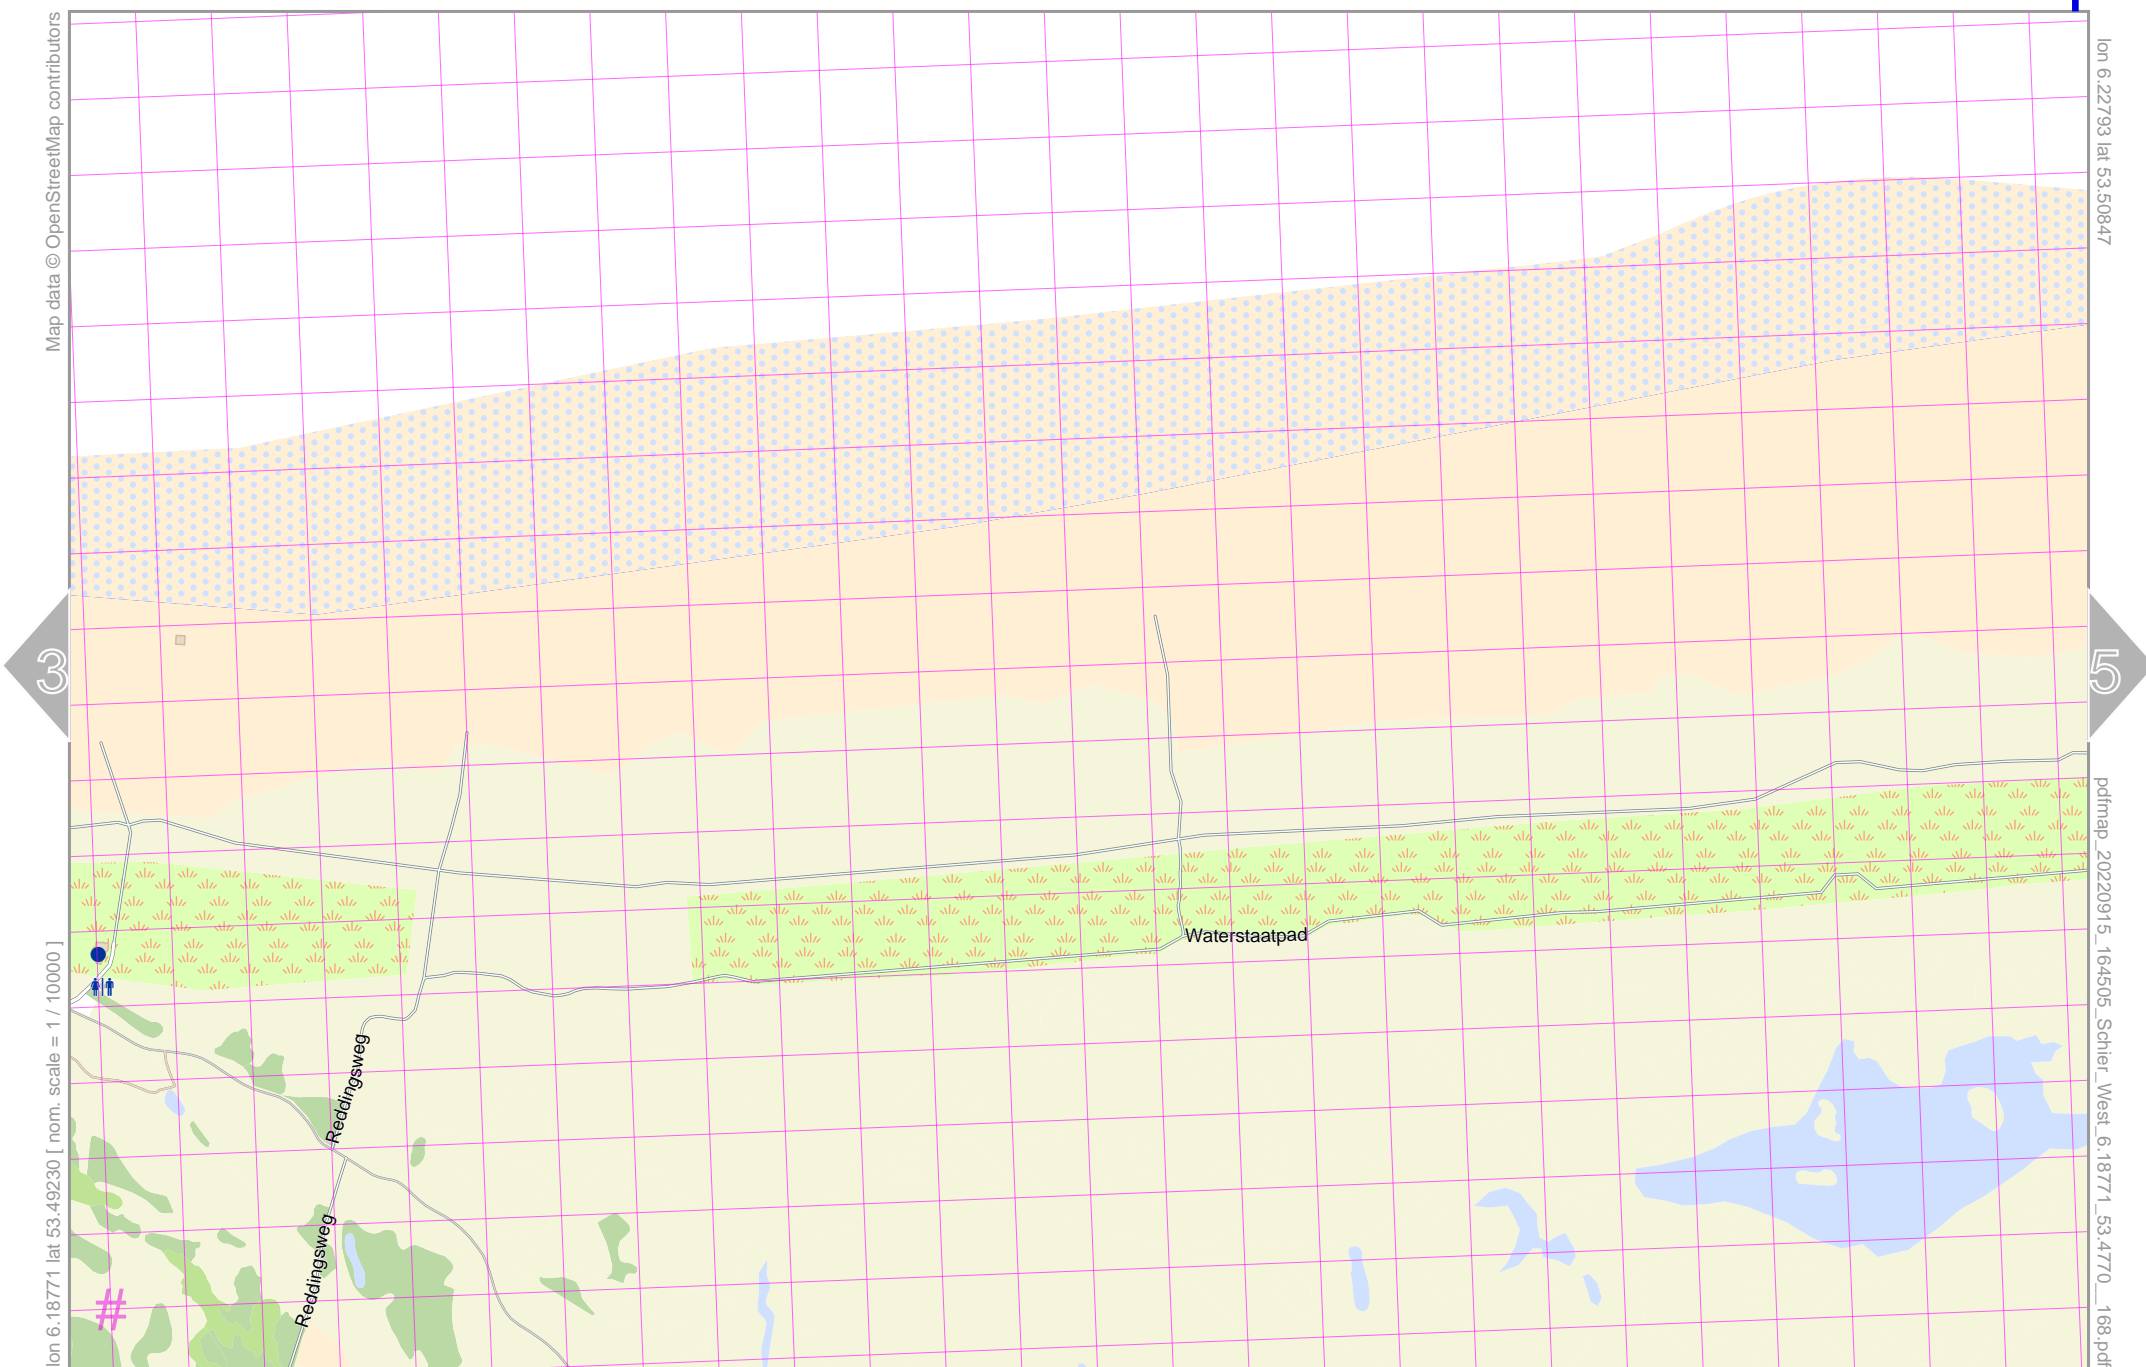 Map data © OpenStreetMap contributors
lon 6.22793 lat 53.50847
3
5
Waterstaatpad
Reddingsweg
Reddingsweg
#
lon 6.18771 lat 53.49230 [ nom. scale = 1 / 10000 ]
pdfmap_20220915_164505_Schier_West_6.18771_53.4770__168.pdf